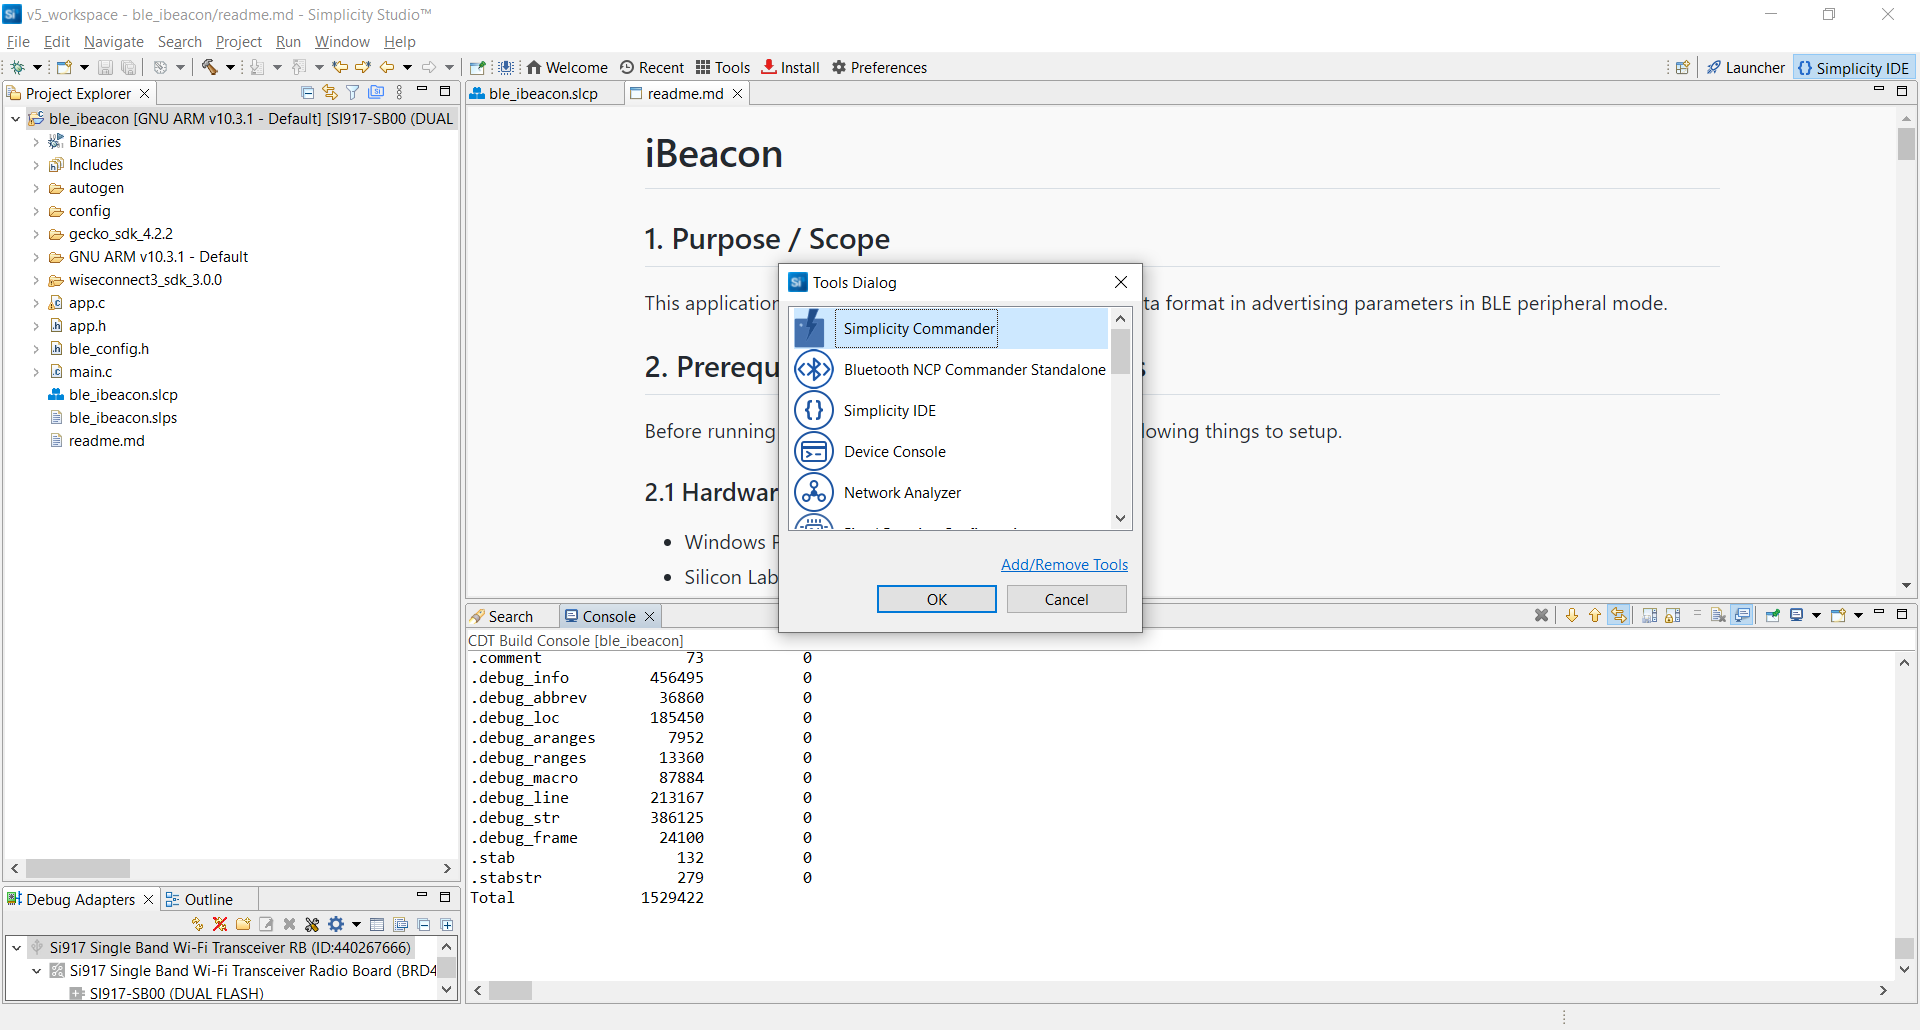 v5_workspace - ble_ibeacon/readme.md - Simplicity Studio™
File Edit Navigate Search Project Run Window Help
Welcome Recent Tools Install Preferences Launcher {} Simplicity IDE
Project Explorer
ble_ibeacon [GNU ARM v10.3.1 - Default] [SI917-SB00 (DUAL
Binaries
Includes
autogen
config
gecko_sdk_4.2.2
GNU ARM v10.3.1 - Default
wiseconnect3_sdk_3.0.0
app.c
app.h
ble_config.h
main.c
ble_ibeacon.slcp
ble_ibeacon.slps
readme.md
ble_ibeacon.slcp readme.md
iBeacon
1. Purpose / Scope
This application ta format in advertising parameters in BLE peripheral mode.
2. Prerequ s
Before running lowing things to setup.
2.1 Hardwar
Windows P
Silicon Lab
Tools Dialog
Simplicity Commander
Bluetooth NCP Commander Standalone
Simplicity IDE
Device Console
Network Analyzer
Add/Remove Tools
OK Cancel
Search Console
CDT Build Console [ble_ibeacon]
.comment 73 0
.debug_info 456495 0
.debug_abbrev 36860 0
.debug_loc 185450 0
.debug_aranges 7952 0
.debug_ranges 13360 0
.debug_macro 87884 0
.debug_line 213167 0
.debug_str 386125 0
.debug_frame 24100 0
.stab 132 0
.stabstr 279 0
Total 1529422
Debug Adapters Outline
Si917 Single Band Wi-Fi Transceiver RB (ID:440267666)
Si917 Single Band Wi-Fi Transceiver Radio Board (BRD4
SI917-SB00 (DUAL FLASH)